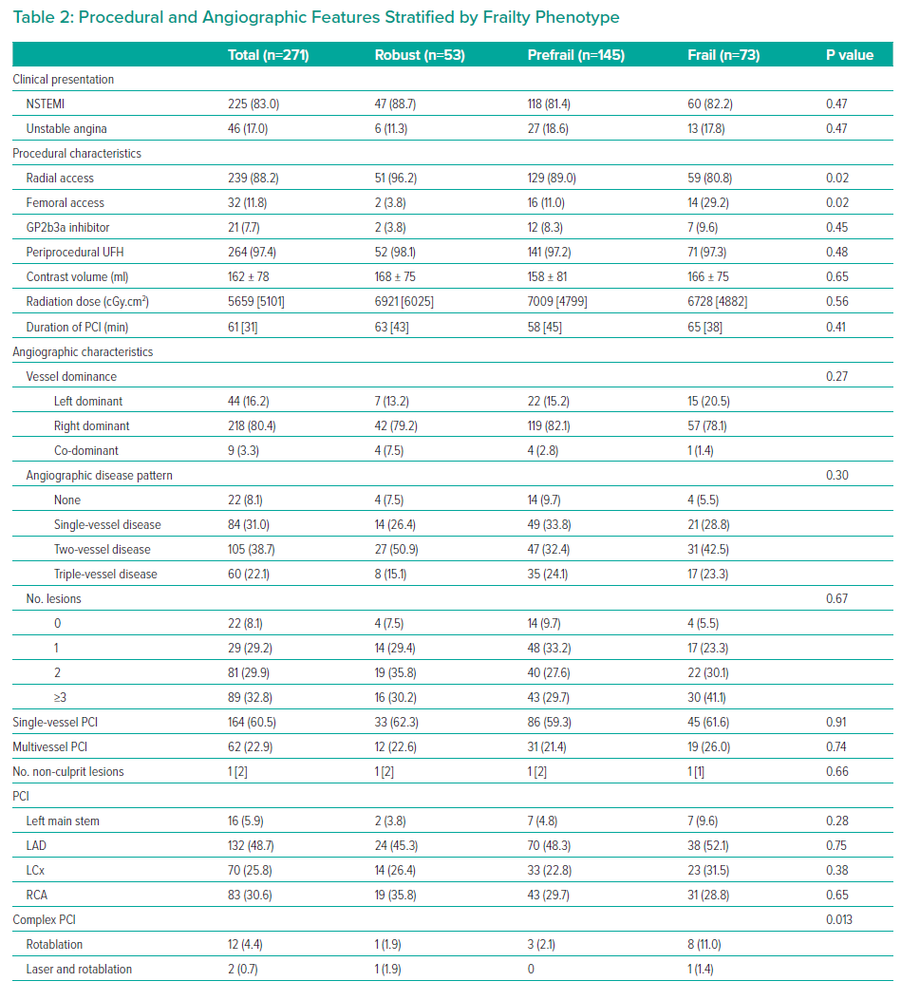 Table 2: Procedural and Angiographic Features Stratified by Frailty Phenotype
Total (n=271) Robust (n=53) Prefrail (n=145) Frail (n=73) P value
Clinical presentation
NSTEMI 225 (83.0) 47 (88.7) 118 (81.4) 60 (82.2) 0.47
Unstable angina 46 (17.0) 6 (11.3) 27 (18.6) 13 (17.8) 0.47
Procedural characteristics
Radial access 239 (88.2) 51 (96.2) 129 (89.0) 59 (80.8) 0.02
Femoral access 32 (11.8) 2 (3.8) 16 (11.0) 14 (29.2) 0.02
GP2b3a inhibitor 21 (7.7) 2 (3.8) 12 (8.3) 7 (9.6) 0.45
Periprocedural UFH 264 (97.4) 52 (98.1) 141 (97.2) 71 (97.3) 0.48
Contrast volume (ml) 162 ± 78 168 ± 75 158 ± 81 166 ± 75 0.65
Radiation dose (cGy.cm²) 5659 [5101] 6921 [6025] 7009 [4799] 6728 [4882] 0.56
Duration of PCI (min) 61 [31] 63 [43] 58 [45] 65 [38] 0.41
Angiographic characteristics
Vessel dominance 0.27
Left dominant 44 (16.2) 7 (13.2) 22 (15.2) 15 (20.5)
Right dominant 218 (80.4) 42 (79.2) 119 (82.1) 57 (78.1)
Co-dominant 9 (3.3) 4 (7.5) 4 (2.8) 1 (1.4)
Angiographic disease pattern 0.30
None 22 (8.1) 4 (7.5) 14 (9.7) 4 (5.5)
Single-vessel disease 84 (31.0) 14 (26.4) 49 (33.8) 21 (28.8)
Two-vessel disease 105 (38.7) 27 (50.9) 47 (32.4) 31 (42.5)
Triple-vessel disease 60 (22.1) 8 (15.1) 35 (24.1) 17 (23.3)
No. lesions 0.67
0 22 (8.1) 4 (7.5) 14 (9.7) 4 (5.5)
1 29 (29.2) 14 (29.4) 48 (33.2) 17 (23.3)
2 81 (29.9) 19 (35.8) 40 (27.6) 22 (30.1)
≥3 89 (32.8) 16 (30.2) 43 (29.7) 30 (41.1)
Single-vessel PCI 164 (60.5) 33 (62.3) 86 (59.3) 45 (61.6) 0.91
Multivessel PCI 62 (22.9) 12 (22.6) 31 (21.4) 19 (26.0) 0.74
No. non-culprit lesions 1 [2] 1 [2] 1 [2] 1 [1] 0.66
PCI
Left main stem 16 (5.9) 2 (3.8) 7 (4.8) 7 (9.6) 0.28
LAD 132 (48.7) 24 (45.3) 70 (48.3) 38 (52.1) 0.75
LCx 70 (25.8) 14 (26.4) 33 (22.8) 23 (31.5) 0.38
RCA 83 (30.6) 19 (35.8) 43 (29.7) 31 (28.8) 0.65
Complex PCI 0.013
Rotablation 12 (4.4) 1 (1.9) 3 (2.1) 8 (11.0)
Laser and rotablation 2 (0.7) 1 (1.9) 0 1 (1.4)